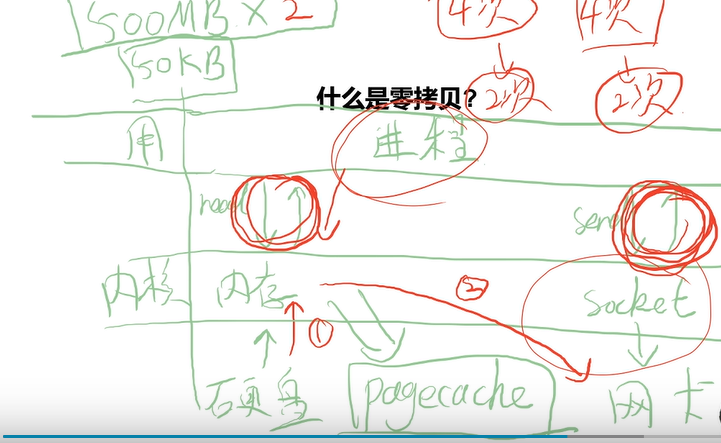 500MB × 2 4次 4次
50KB
什么是零拷贝? 2次 2次
用 进程
read send
内核 内存 ② socket
①
硬盘 pagecache 网卡